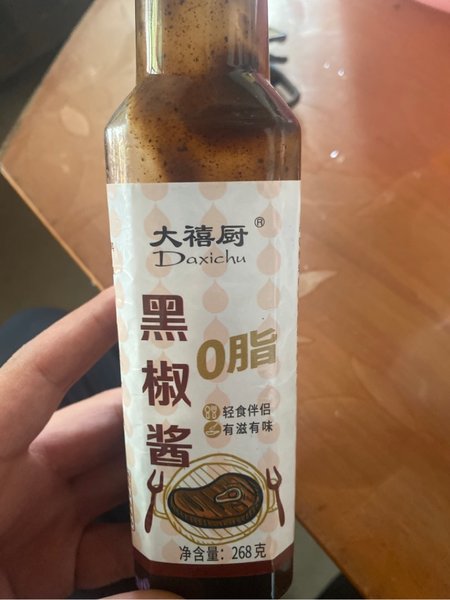 大禧厨®
Daxichu
黑椒酱
0脂
轻食伴侣
有滋有味
净含量：268克